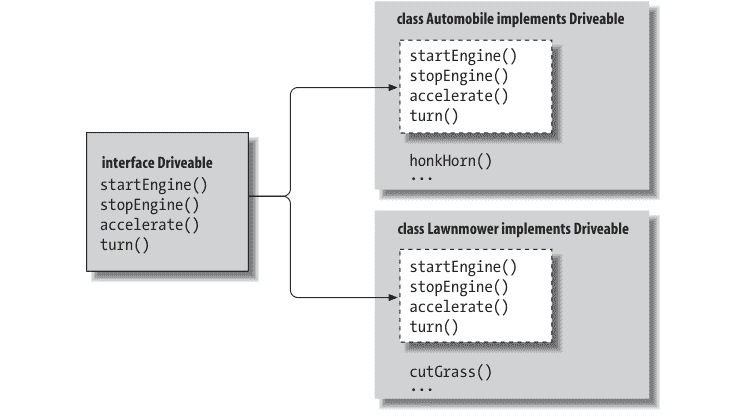 interface Driveable
startEngine()
stopEngine()
accelerate()
turn()
class Automobile implements Driveable
startEngine()
stopEngine()
accelerate()
turn()
honkHorn()
...
class Lawnmower implements Driveable
startEngine()
stopEngine()
accelerate()
turn()
cutGrass()
...